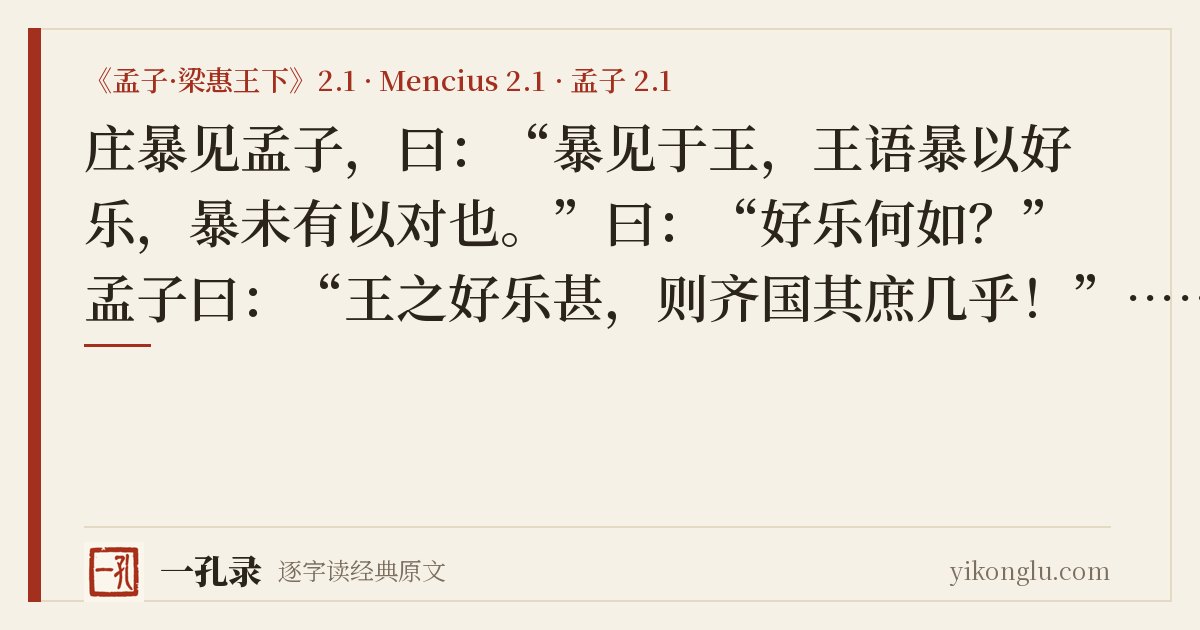 《孟子·梁惠王下》2.1 · Mencius 2.1 · 孟子 2.1
庄暴见孟子，曰：“暴见于王，王语暴以好
乐，暴未有以对也。”曰：“好乐何如？”
孟子曰：“王之好乐甚，则齐国其庶几乎！”……
一孔
一孔录 逐字读经典原文 yikonglu.com